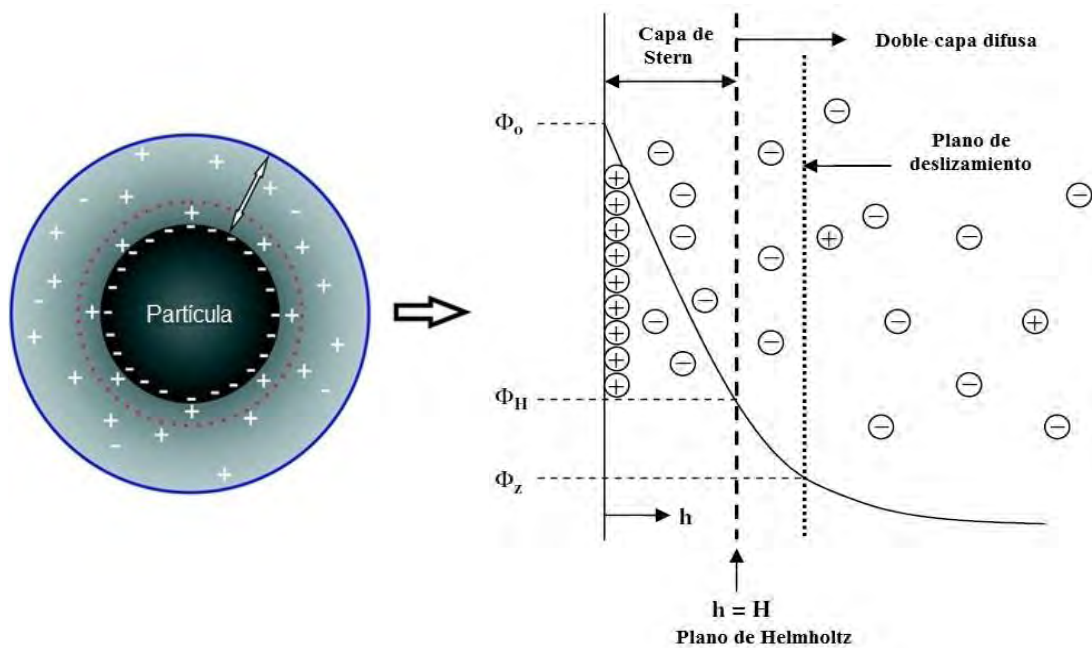 Partícula
Capa de
Stern
Doble capa difusa
Plano de
deslizamiento
Φo
ΦH
Φz
h
h = H
Plano de Helmholtz